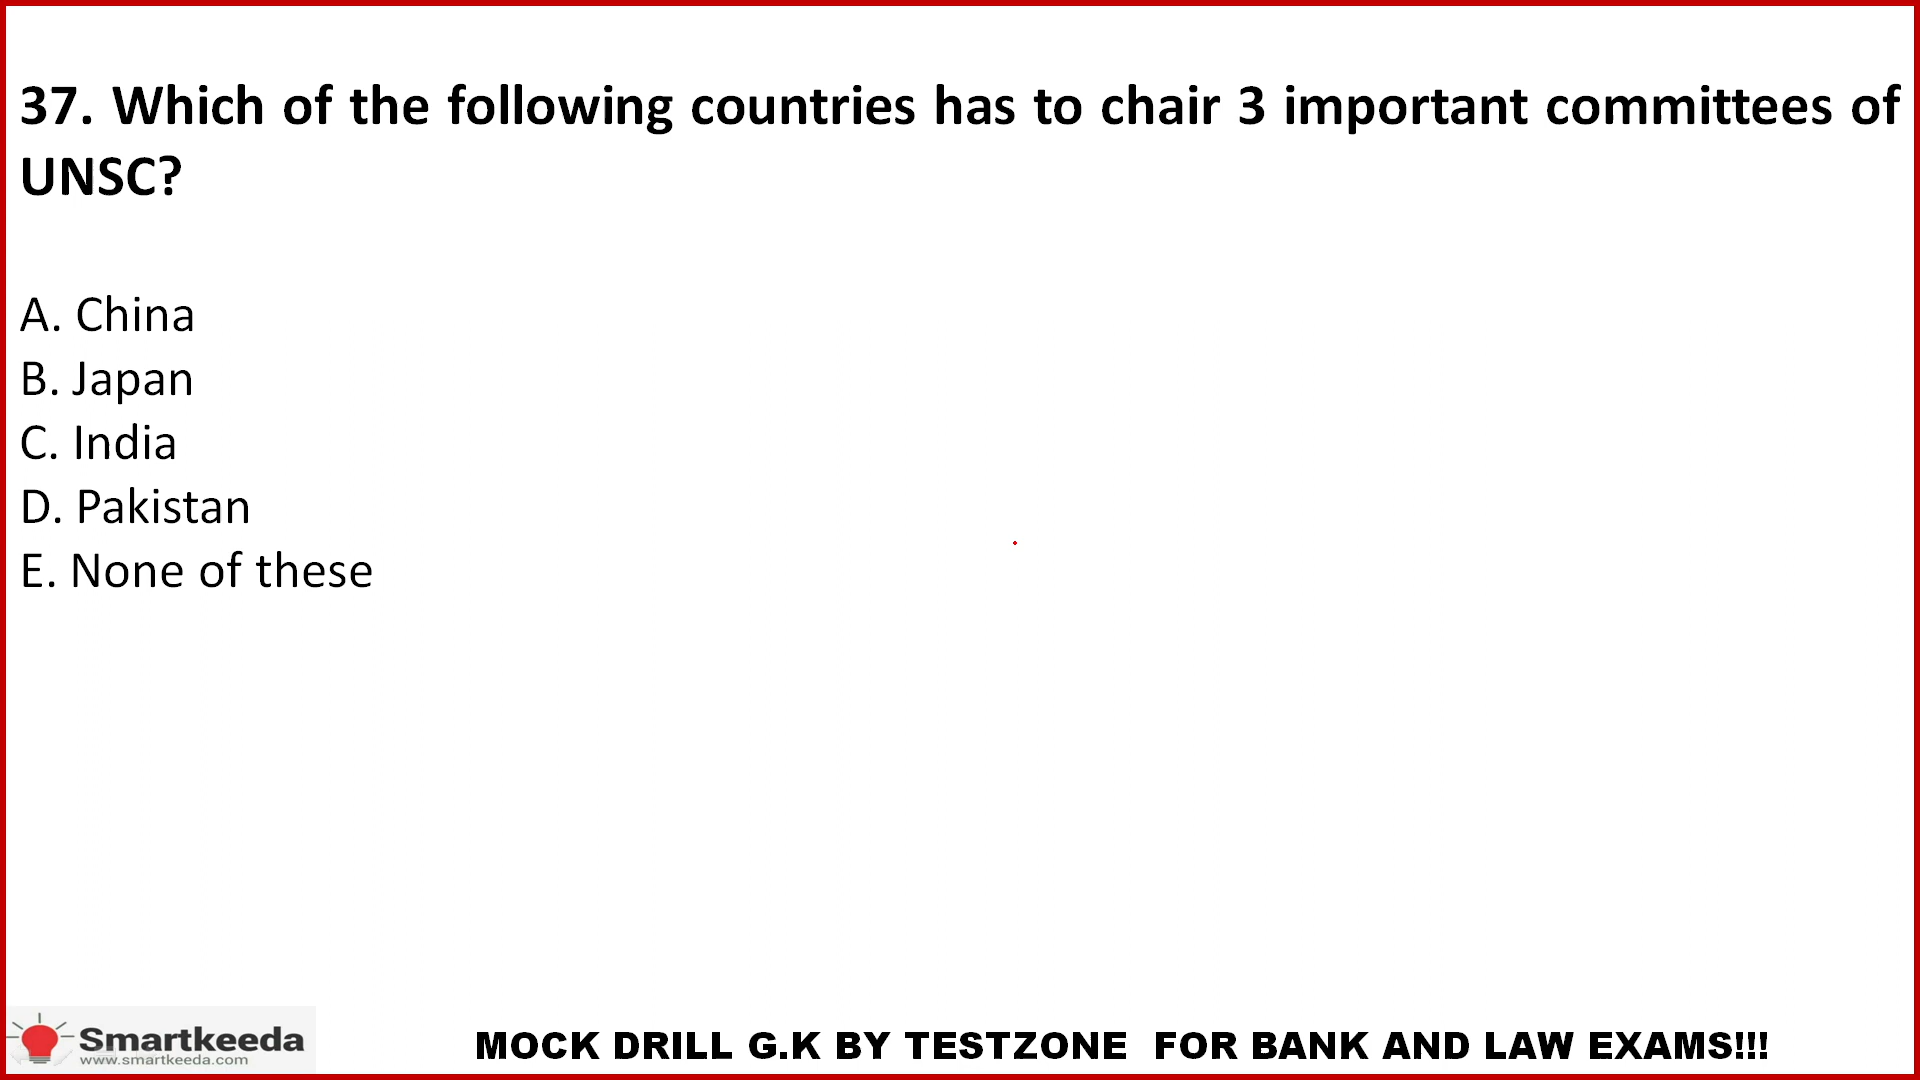 37. Which of the following countries has to chair 3 important committees of
UNSC?
A. China
B. Japan
C. India
D. Pakistan
E. None of these
Smartkeeda
www.smartkeeda.com
MOCK DRILL G.K BY TESTZONE FOR BANK AND LAW EXAMS!!!